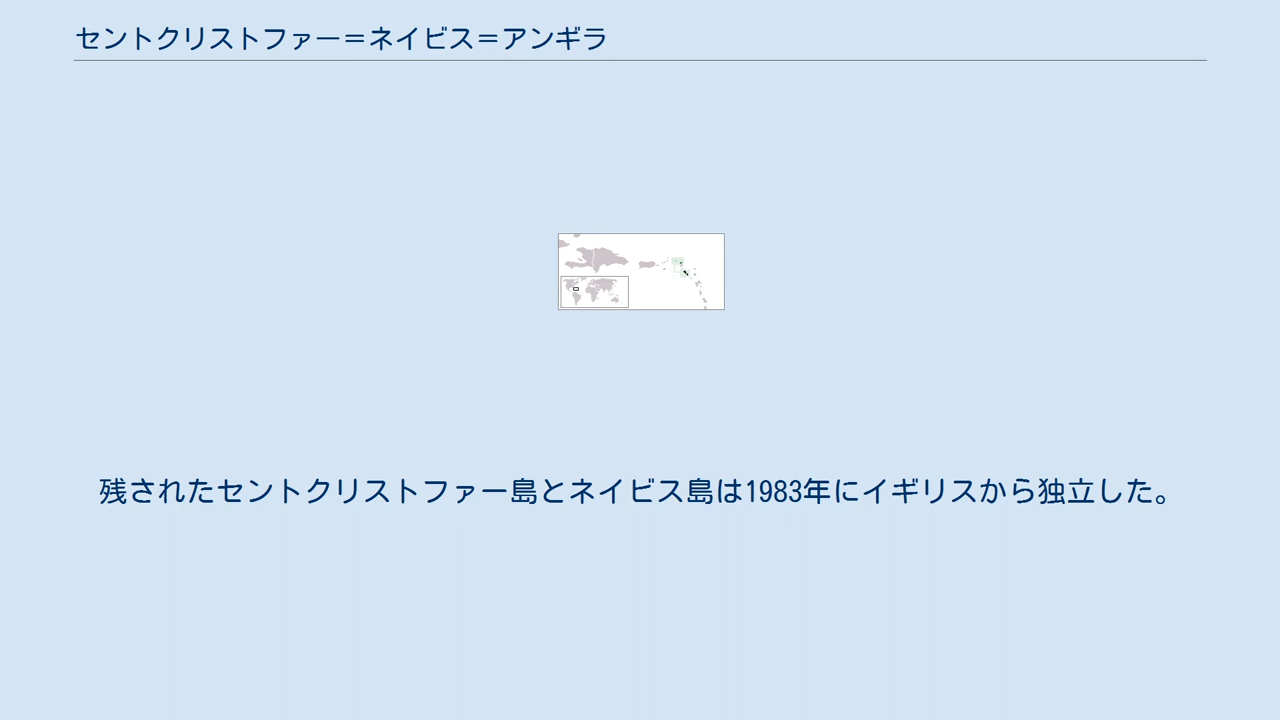 セントクリストファー＝ネイビス＝アンギラ
残されたセントクリストファー島とネイビス島は1983年にイギリスから独立した。